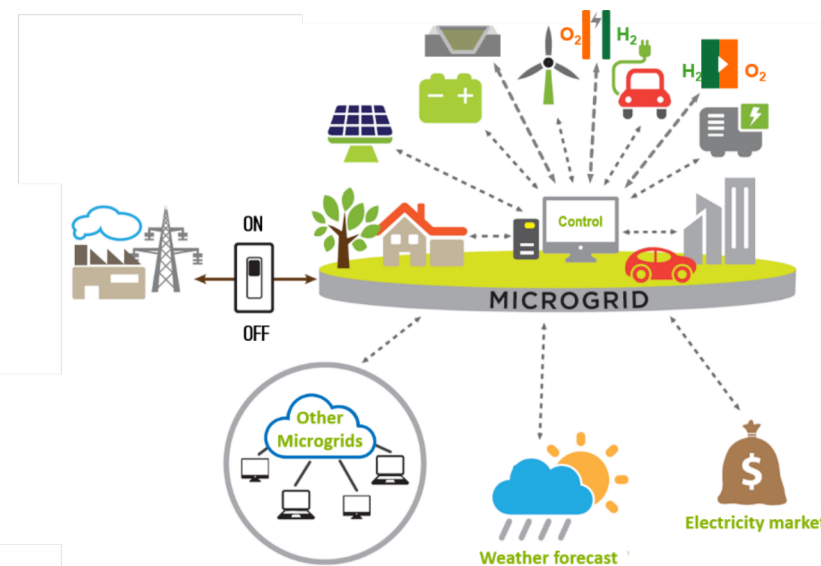 O₂
H₂
H₂
O₂
ON
Control
MICROGRID
OFF
Other
Microgrids
$
Electricity market
Weather forecast